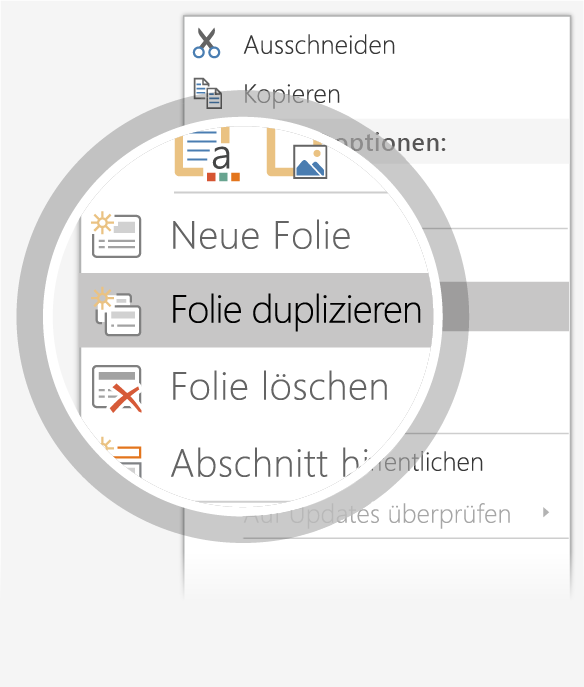 Ausschneiden
Kopieren
optionen:
a
Neue Folie
Folie duplizieren
Folie löschen
Abschnitt hi
entlichen
Auf Updates überprüfen